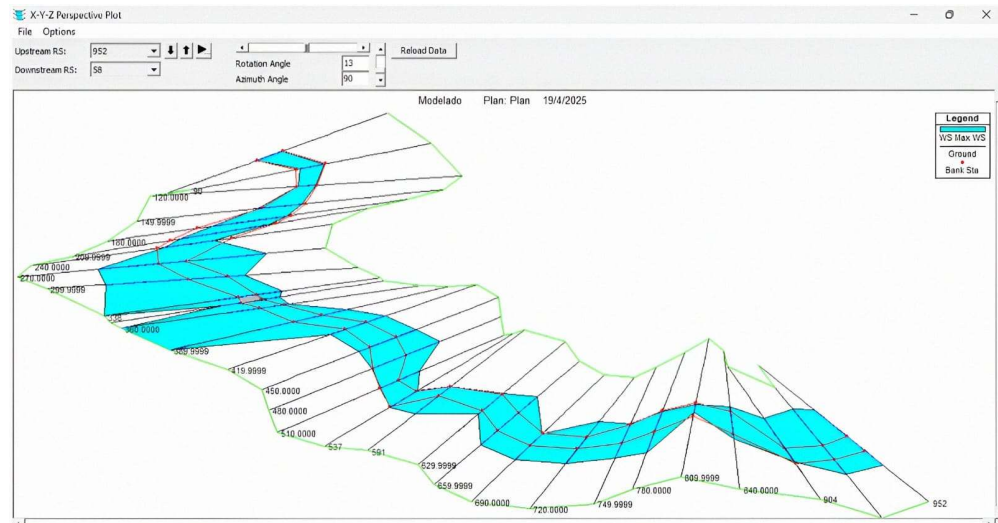 X-Y-Z Perspective Plot
File Options
Upstream RS: 952
Downstream RS: 58
Rotation Angle 13
Azimuth Angle 90
Reload Data
Modelado Plan: Plan 19/4/2025
Legend
WS Max WS
Ground
Bank Sta
90
120.0000
149.9999
180.0000
209.9999
240.0000
270.0000
299.9999
338
360.0000
389.9999
419.9999
450.0000
480.0000
510.0000
537
591
629.9999
659.9999
690.0000
720.0000
749.9999
780.0000
809.9999
840.0000
904
952